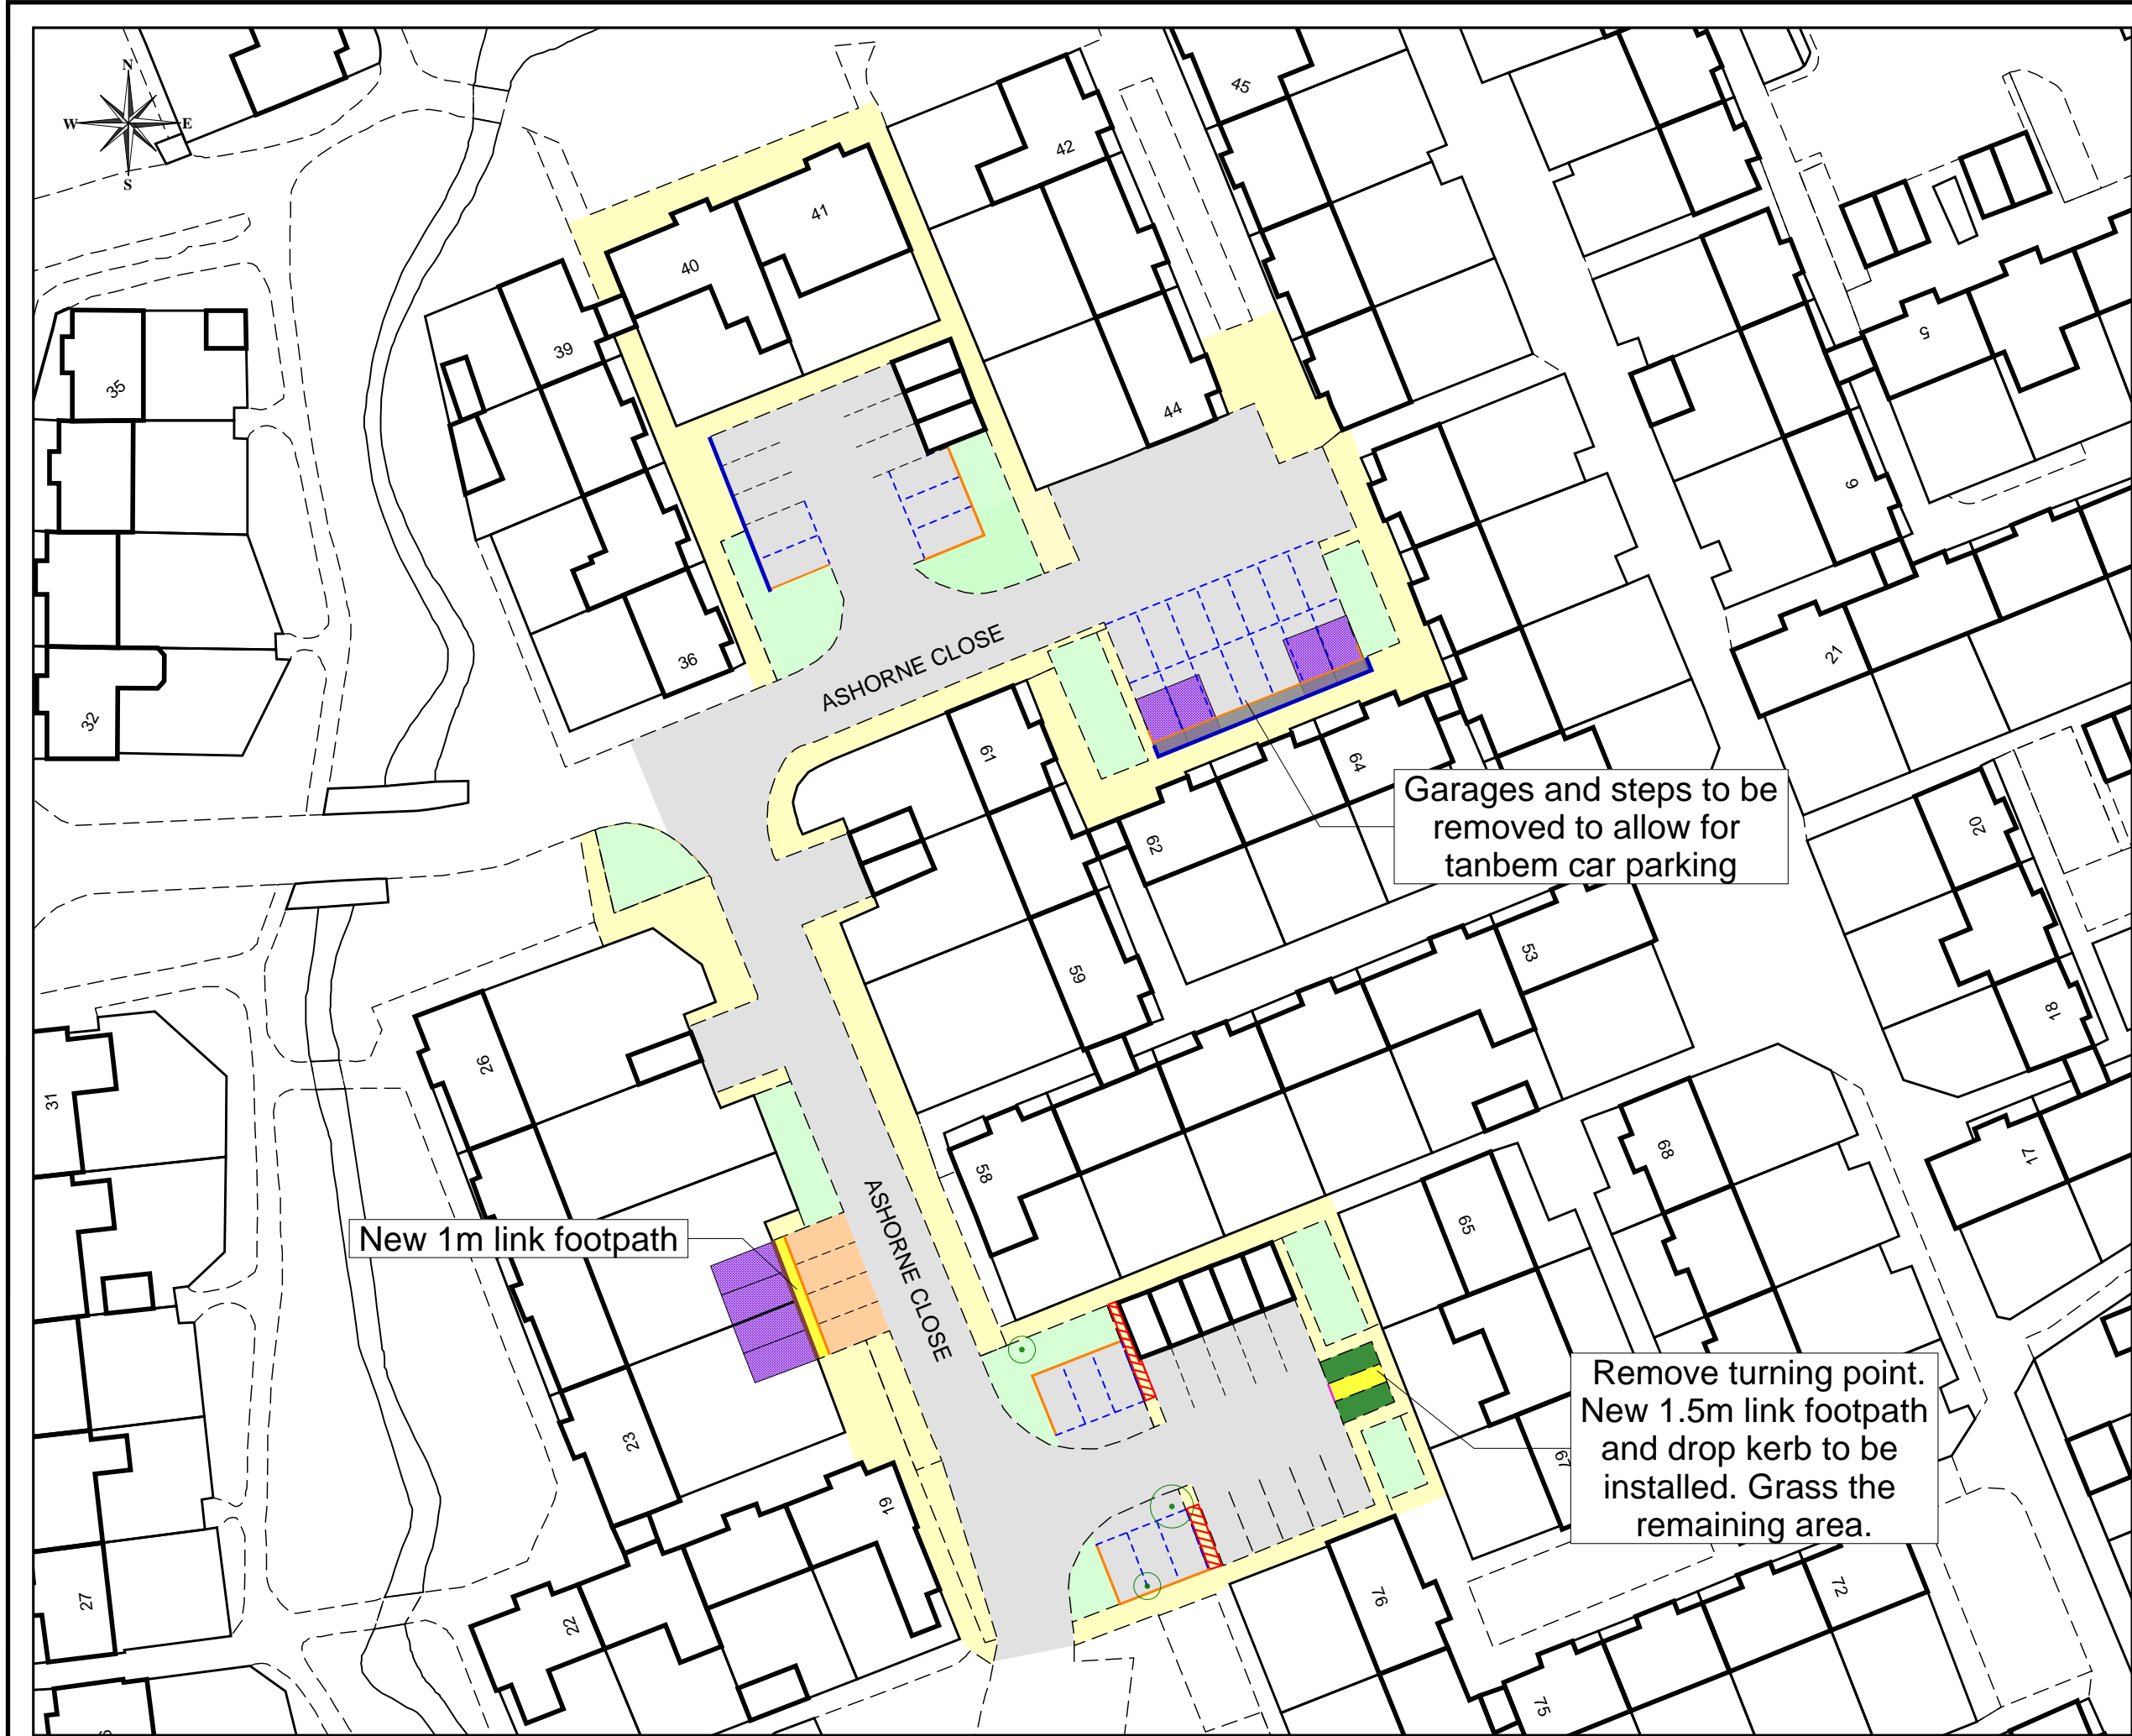 N
W E
S
45
42
41
40
39
35
44
5
9
36
32
21
ASHORNE CLOSE
61
64
62
Garages and steps to be
removed to allow for
tanbem car parking
20
53
59
18
26
31
17
68
58
65
ASHORNE CLOSE
New 1m link footpath
23
67
Remove turning point.
New 1.5m link footpath
and drop kerb to be
installed. Grass the
remaining area.
19
27
22
76
72
75